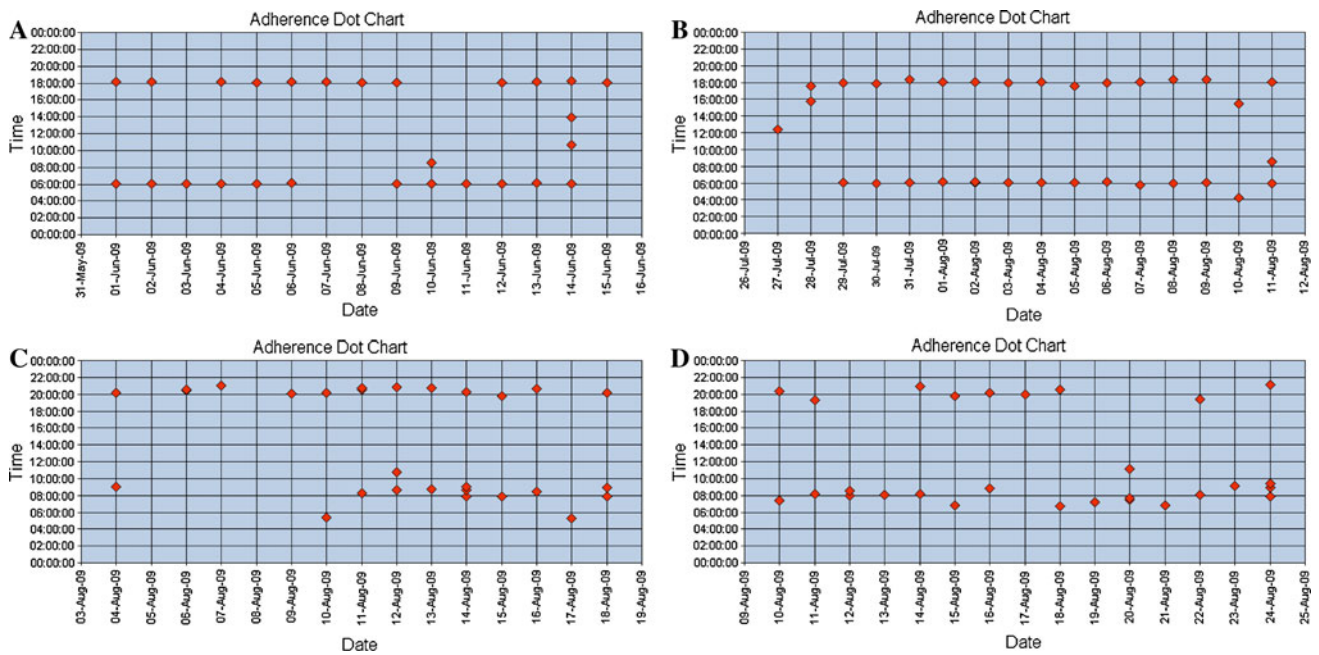 A
Adherence Dot Chart
00:00:00
22:00:00
20:00:00
18:00:00
16:00:00
14:00:00
12:00:00
10:00:00
08:00:00
06:00:00
04:00:00
02:00:00
00:00:00
Time
31-May-09
01-Jun-09
02-Jun-09
03-Jun-09
04-Jun-09
05-Jun-09
06-Jun-09
07-Jun-09
08-Jun-09
09-Jun-09
10-Jun-09
11-Jun-09
12-Jun-09
13-Jun-09
14-Jun-09
15-Jun-09
16-Jun-09
Date
B
Adherence Dot Chart
00:00:00
22:00:00
20:00:00
18:00:00
16:00:00
14:00:00
12:00:00
10:00:00
08:00:00
06:00:00
04:00:00
02:00:00
00:00:00
Time
26-Jul-09
27-Jul-09
28-Jul-09
29-Jul-09
30-Jul-09
31-Jul-09
01-Aug-09
02-Aug-09
03-Aug-09
04-Aug-09
05-Aug-09
06-Aug-09
07-Aug-09
08-Aug-09
09-Aug-09
10-Aug-09
11-Aug-09
12-Aug-09
Date
C
Adherence Dot Chart
00:00:00
22:00:00
20:00:00
18:00:00
16:00:00
14:00:00
12:00:00
10:00:00
08:00:00
06:00:00
04:00:00
02:00:00
00:00:00
Time
03-Aug-09
04-Aug-09
05-Aug-09
06-Aug-09
07-Aug-09
08-Aug-09
09-Aug-09
10-Aug-09
11-Aug-09
12-Aug-09
13-Aug-09
14-Aug-09
15-Aug-09
16-Aug-09
17-Aug-09
18-Aug-09
19-Aug-09
Date
D
Adherence Dot Chart
00:00:00
22:00:00
20:00:00
18:00:00
16:00:00
14:00:00
12:00:00
10:00:00
08:00:00
06:00:00
04:00:00
02:00:00
00:00:00
Time
09-Aug-09
10-Aug-09
11-Aug-09
12-Aug-09
13-Aug-09
14-Aug-09
15-Aug-09
16-Aug-09
17-Aug-09
18-Aug-09
19-Aug-09
20-Aug-09
21-Aug-09
22-Aug-09
23-Aug-09
24-Aug-09
25-Aug-09
Date